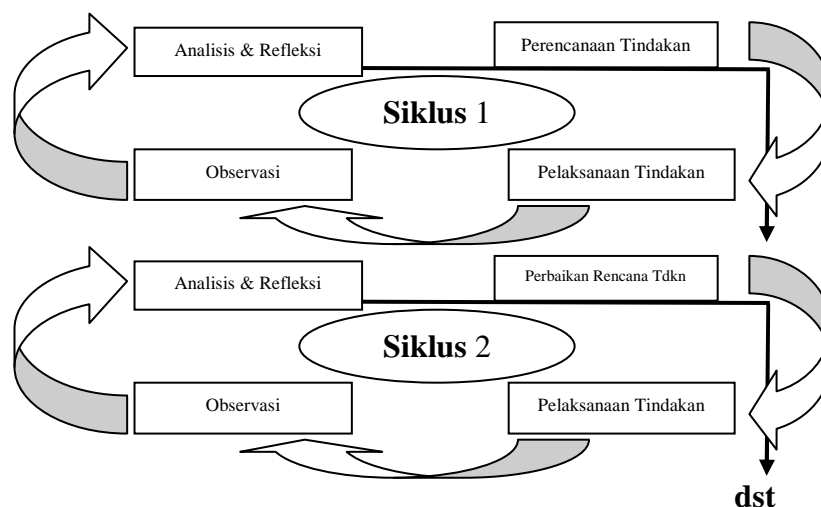 Analisis & Refleksi
Perencanaan Tindakan
Siklus 1
Observasi
Pelaksanaan Tindakan
Analisis & Refleksi
Perbaikan Rencana Tdkn
Siklus 2
Observasi
Pelaksanaan Tindakan
dst